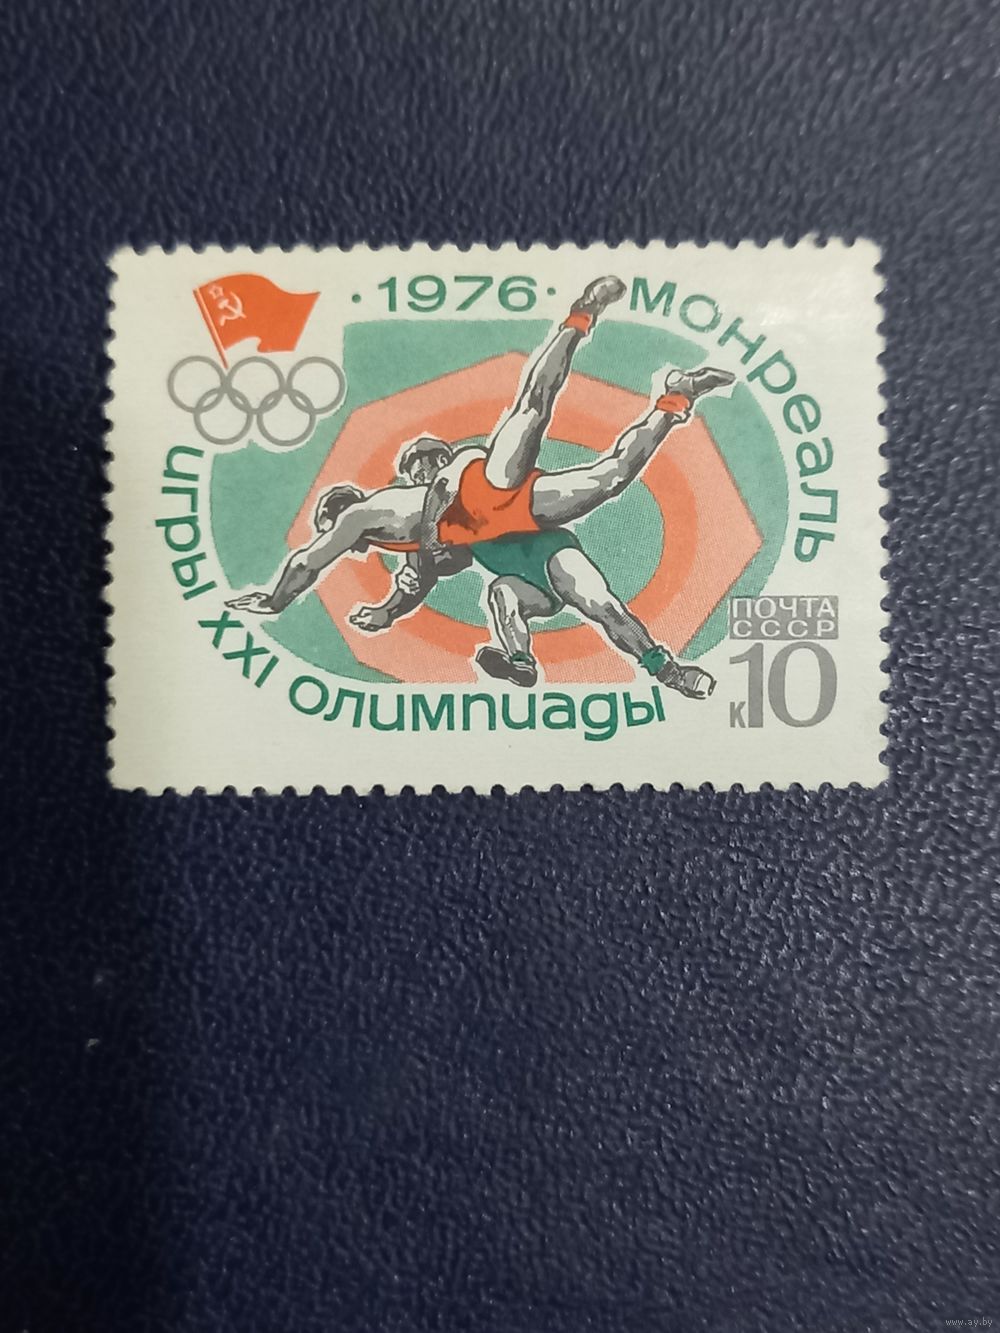 · 1976 · МОНРЕАЛЬ
ИГРЫ XXI ОЛИМПИАДЫ
ПОЧТА
СССР
К10
www.ay.by